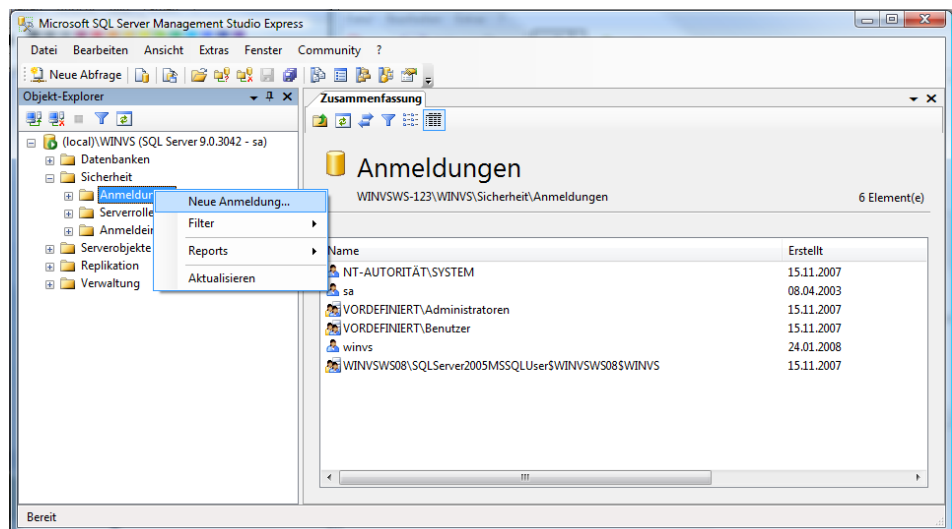 Microsoft SQL Server Management Studio Express
Datei Bearbeiten Ansicht Extras Fenster Community ?
Neue Abfrage
Objekt-Explorer
(local)\WINVS (SQL Server 9.0.3042 - sa)
Datenbanken
Sicherheit
Anmeldun
Serverrolle
Anmeldein
Serverobjekte
Replikation
Verwaltung
Neue Anmeldung...
Filter
Reports
Aktualisieren
Zusammenfassung
Anmeldungen
WINVSWS-123\WINVS\Sicherheit\Anmeldungen 6 Element(e)
Name Erstellt
NT-AUTORITÄT\SYSTEM 15.11.2007
sa 08.04.2003
VORDEFINIERT\Administratoren 15.11.2007
VORDEFINIERT\Benutzer 15.11.2007
winvs 24.01.2008
WINVSWS08\SQLServer2005MSSQLUser$WINVSWS08$WINVS 15.11.2007
Bereit